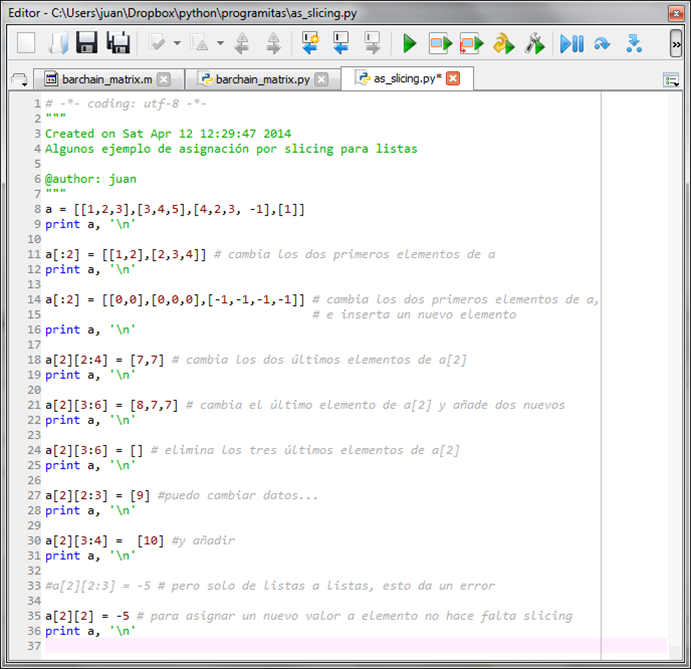 Editor - C:\Users\juan\Dropbox\python\programitas\as_slicing.py
barchain_matrix.m
barchain_matrix.py
as_slicing.py*
1 # -*- coding: utf-8 -*-
2 """
3 Created on Sat Apr 12 12:29:47 2014
4 Algunos ejemplo de asignación por slicing para listas
5
6 @author: juan
7 """
8 a = [[1,2,3],[3,4,5],[4,2,3, -1],[1]]
9 print a, '\n'
10
11 a[:2] = [[1,2],[2,3,4]] # cambia los dos primeros elementos de a
12 print a, '\n'
13
14 a[:2] = [[0,0],[0,0,0],[-1,-1,-1,-1]] # cambia los dos primeros elementos de a,
15 # e inserta un nuevo elemento
16 print a, '\n'
17
18 a[2][2:4] = [7,7] # cambia los dos últimos elementos de a[2]
19 print a, '\n'
20
21 a[2][3:6] = [8,7,7] # cambia el último elemento de a[2] y añade dos nuevos
22 print a, '\n'
23
24 a[2][3:6] = [] # elimina los tres últimos elementos de a[2]
25 print a, '\n'
26
27 a[2][2:3] = [9] #puedo cambiar datos...
28 print a, '\n'
29
30 a[2][3:4] =  [10] #y añadir
31 print a, '\n'
32
33 #a[2][2:3] = -5 # pero solo de listas a listas, esto da un error
34
35 a[2][2] = -5 # para asignar un nuevo valor a elemento no hace falta slicing
36 print a, '\n'
37